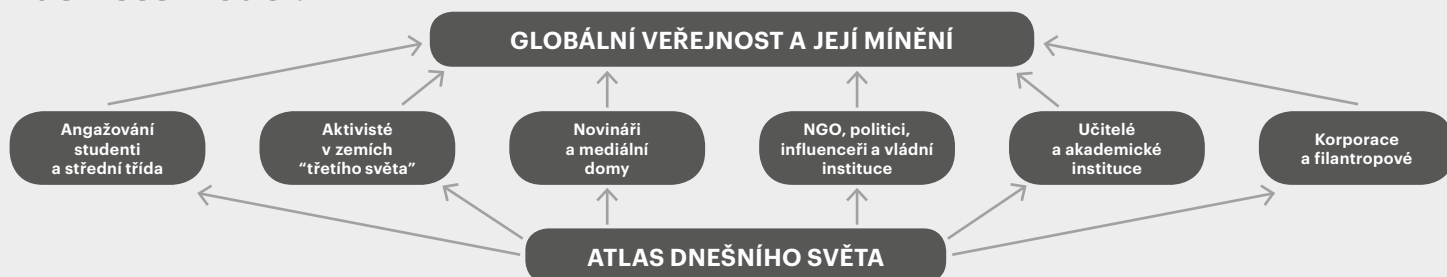 GLOBÁLNÍ VEŘEJNOST A JEJÍ MÍNĚNÍ
Angažování
studenti
a střední třída
Aktivisté
v zemích
“třetího světa”
Novináři
a mediální
domy
NGO, politici,
influenceři a vládní
instituce
Učitelé
a akademické
instituce
Korporace
a filantropové
ATLAS DNEŠNÍHO SVĚTA